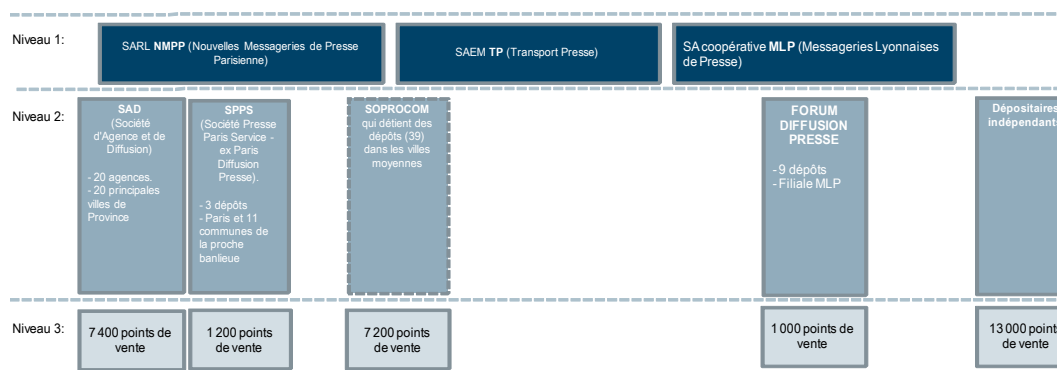 Niveau 1:
SARL NMPP (Nouvelles Messageries de Presse
Parisienne)
SAEM TP (Transport Presse)
SA coopérative MLP (Messageries Lyonnaises
de Presse)
Niveau 2:
SAD
(Société
d'Agence et de
Diffusion)
- 20 agences.
- 20 principales
villes de
Province
SPPS
(Société Presse
Paris Service -
ex Paris
Diffusion
Presse).
- 3 dépôts
- Paris et 11
communes de
la proche
banlieue
SOPROCOM
qui détient des
dépôts (39)
dans les villes
moyennes
FORUM
DIFFUSION
PRESSE
- 9 dépôts
- Filiale MLP
Dépositaires
indépendants
Niveau 3:
7 400 points de
vente
1 200 points
de vente
7 200 points
de vente
1 000 points de
vente
13 000 points
de vente